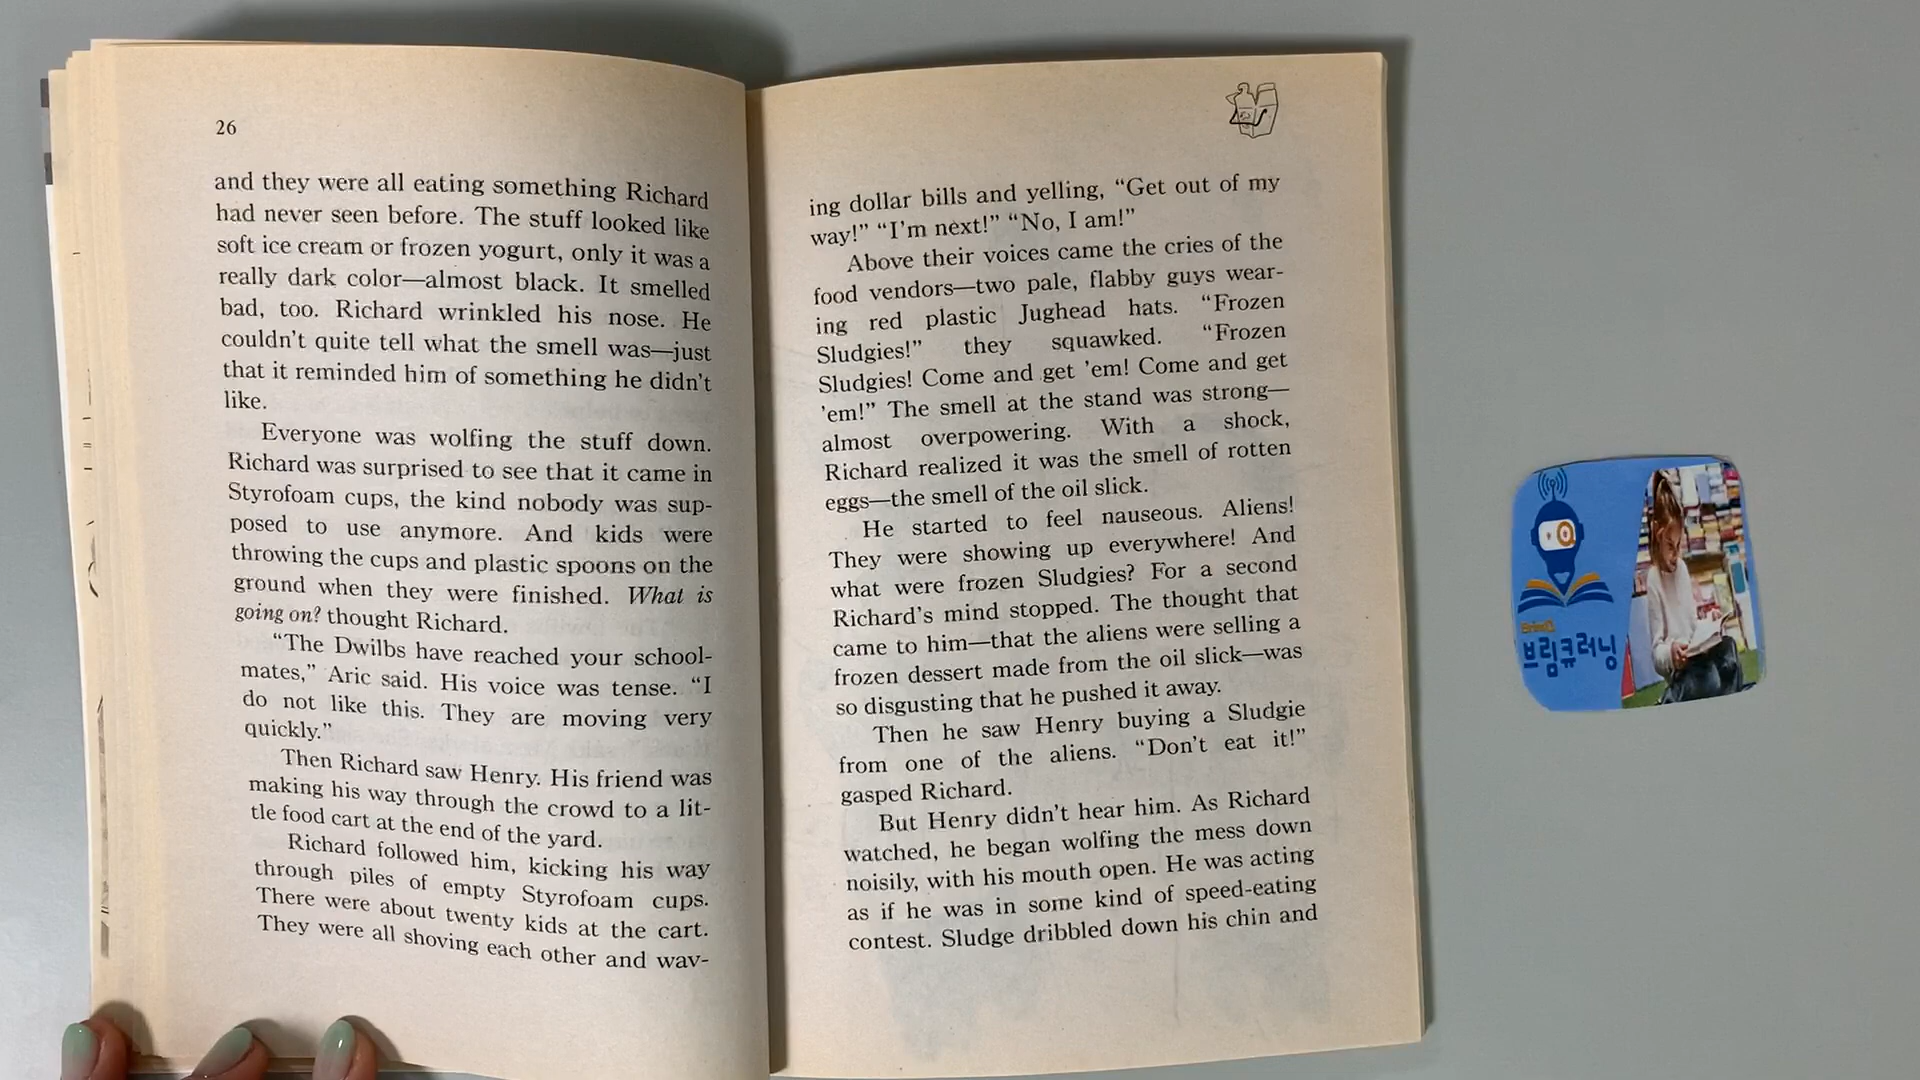 26
and they were all eating something Richard
had never seen before. The stuff looked like
soft ice cream or frozen yogurt, only it was a
really dark color—almost black. It smelled
bad, too. Richard wrinkled his nose. He
couldn't quite tell what the smell was—just
that it reminded him of something he didn't
like.
Everyone was wolfing the stuff down.
Richard was surprised to see that it came in
Styrofoam cups, the kind nobody was sup-
posed to use anymore. And kids were
throwing the cups and plastic spoons on the
ground when they were finished. What is
going on? thought Richard.
“The Dwilbs have reached your school-
mates,” Aric said. His voice was tense. “I
do not like this. They are moving very
quickly.”
Then Richard saw Henry. His friend was
making his way through the crowd to a lit-
tle food cart at the end of the yard.
Richard followed him, kicking his way
through piles of empty Styrofoam cups.
There were about twenty kids at the cart.
They were all shoving each other and wav-
ing dollar bills and yelling, “Get out of my
way!” “I'm next!” “No, I am!”
Above their voices came the cries of the
food vendors—two pale, flabby guys wear-
ing red plastic Jughead hats. “Frozen
Sludgies!” they squawked. “Frozen
Sludgies! Come and get 'em! Come and get
'em!” The smell at the stand was strong—
almost overpowering. With a shock,
Richard realized it was the smell of rotten
eggs—the smell of the oil slick.
He started to feel nauseous. Aliens!
They were showing up everywhere! And
what were frozen Sludgies? For a second
Richard's mind stopped. The thought that
came to him—that the aliens were selling a
frozen dessert made from the oil slick—was
so disgusting that he pushed it away.
Then he saw Henry buying a Sludgie
from one of the aliens. “Don't eat it!”
gasped Richard.
But Henry didn't hear him. As Richard
watched, he began wolfing the mess down
noisily, with his mouth open. He was acting
as if he was in some kind of speed-eating
contest. Sludge dribbled down his chin and
Q
BrimQ
브림큐러닝